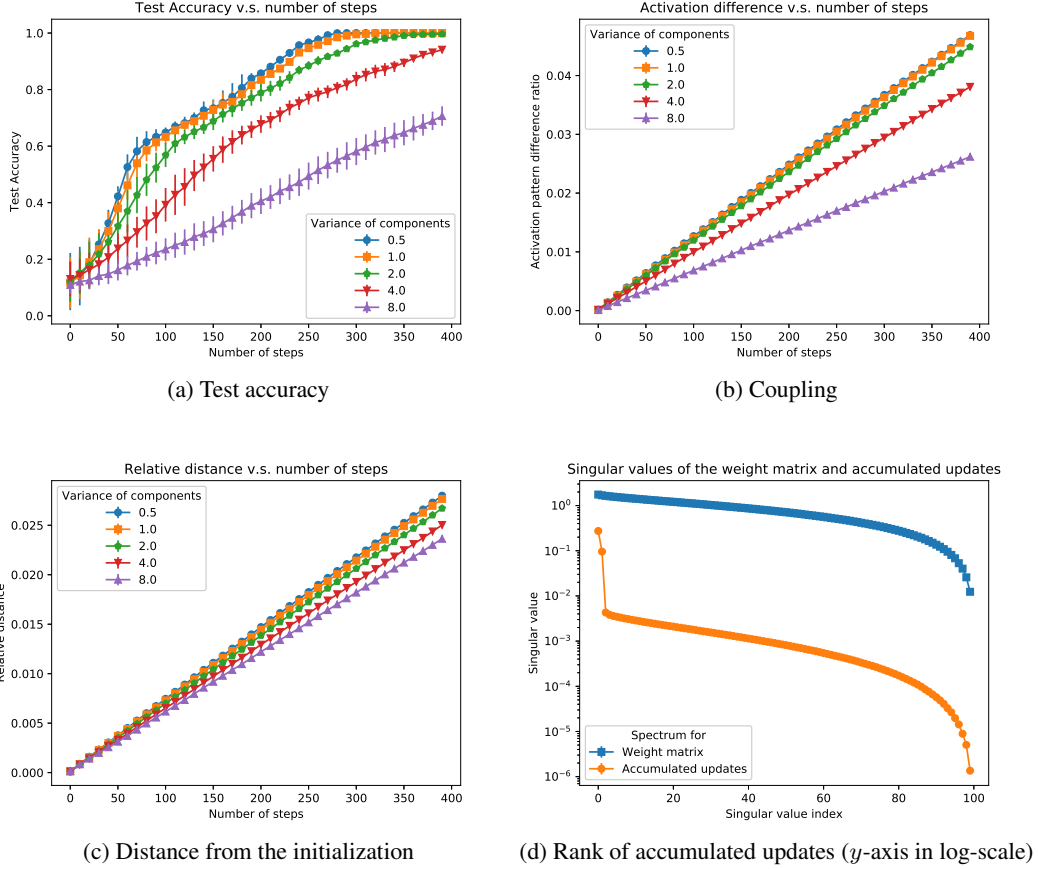 Test Accuracy v.s. number of steps
Test Accuracy
1.0
0.8
0.6
0.4
0.2
0.0
Variance of components
0.5
1.0
2.0
4.0
8.0
0 50 100 150 200 250 300 350 400
Number of steps
(a) Test accuracy
Activation difference v.s. number of steps
Activation pattern difference ratio
0.04
0.03
0.02
0.01
0.00
Variance of components
0.5
1.0
2.0
4.0
8.0
0 50 100 150 200 250 300 350 400
Number of steps
(b) Coupling
Relative distance v.s. number of steps
Relative distance
0.025
0.020
0.015
0.010
0.005
0.000
Variance of components
0.5
1.0
2.0
4.0
8.0
0 50 100 150 200 250 300 350 400
Number of steps
(c) Distance from the initialization
Singular values of the weight matrix and accumulated updates
Singular value
10⁰
10⁻¹
10⁻²
10⁻³
10⁻⁴
10⁻⁵
10⁻⁶
Spectrum for
Weight matrix
Accumulated updates
0 20 40 60 80 100
Singular value index
(d) Rank of accumulated updates (y-axis in log-scale)